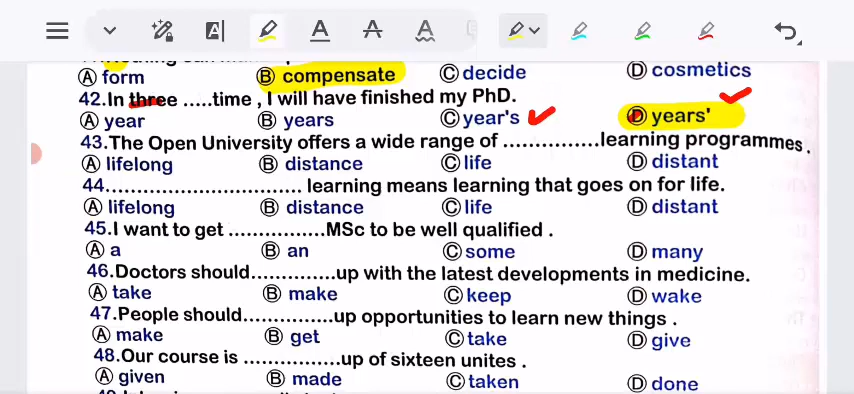 Ⓐ form Ⓑ compensate Ⓒ decide Ⓓ cosmetics
42.In three .....time , I will have finished my PhD.
Ⓐ year Ⓑ years Ⓒ year's Ⓓ years'
43.The Open University offers a wide range of ...............learning programmes.
Ⓐ lifelong Ⓑ distance Ⓒ life Ⓓ distant
44................................ learning means learning that goes on for life.
Ⓐ lifelong Ⓑ distance Ⓒ life Ⓓ distant
45.I want to get ................MSc to be well qualified .
Ⓐ a Ⓑ an Ⓒ some Ⓓ many
46.Doctors should..............up with the latest developments in medicine.
Ⓐ take Ⓑ make Ⓒ keep Ⓓ wake
47.People should...............up opportunities to learn new things .
Ⓐ make Ⓑ get Ⓒ take Ⓓ give
48.Our course is ................up of sixteen unites .
Ⓐ given Ⓑ made Ⓒ taken Ⓓ done